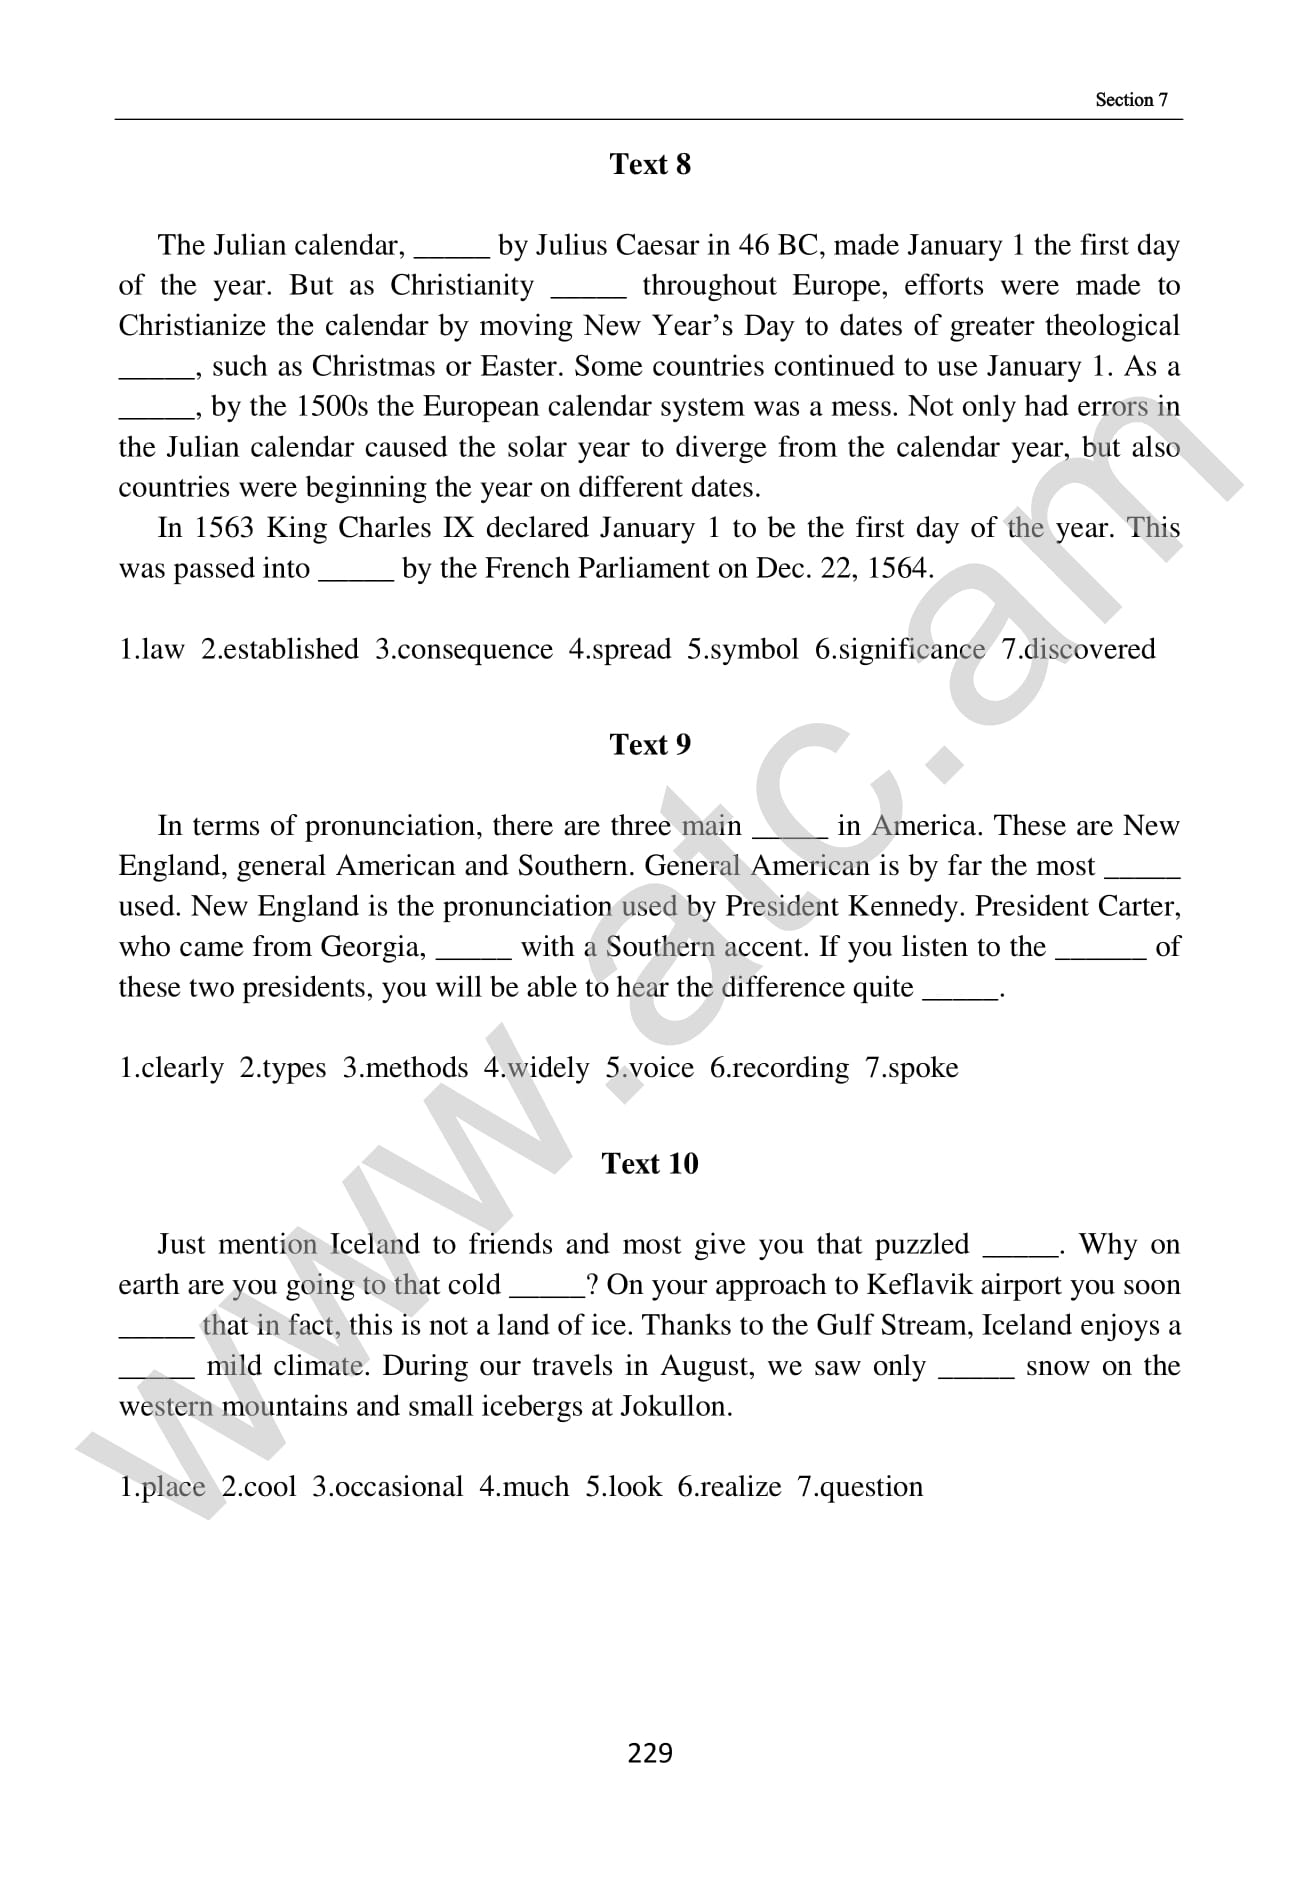 Section 7
Text 8
The Julian calendar, _____ by Julius Caesar in 46 BC, made January 1 the first day
of the year. But as Christianity _____ throughout Europe, efforts were made to
Christianize the calendar by moving New Year’s Day to dates of greater theological
_____, such as Christmas or Easter. Some countries continued to use January 1. As a
_____, by the 1500s the European calendar system was a mess. Not only had errors in
the Julian calendar caused the solar year to diverge from the calendar year, but also
countries were beginning the year on different dates.
In 1563 King Charles IX declared January 1 to be the first day of the year. This
was passed into _____ by the French Parliament on Dec. 22, 1564.
1.law 2.established 3.consequence 4.spread 5.symbol 6.significance 7.discovered
Text 9
In terms of pronunciation, there are three main _____ in America. These are New
England, general American and Southern. General American is by far the most _____
used. New England is the pronunciation used by President Kennedy. President Carter,
who came from Georgia, _____ with a Southern accent. If you listen to the ______ of
these two presidents, you will be able to hear the difference quite _____.
1.clearly 2.types 3.methods 4.widely 5.voice 6.recording 7.spoke
Text 10
Just mention Iceland to friends and most give you that puzzled _____. Why on
earth are you going to that cold _____? On your approach to Keflavik airport you soon
_____ that in fact, this is not a land of ice. Thanks to the Gulf Stream, Iceland enjoys a
_____ mild climate. During our travels in August, we saw only _____ snow on the
western mountains and small icebergs at Jokullon.
1.place 2.cool 3.occasional 4.much 5.look 6.realize 7.question
229
www.atc.am